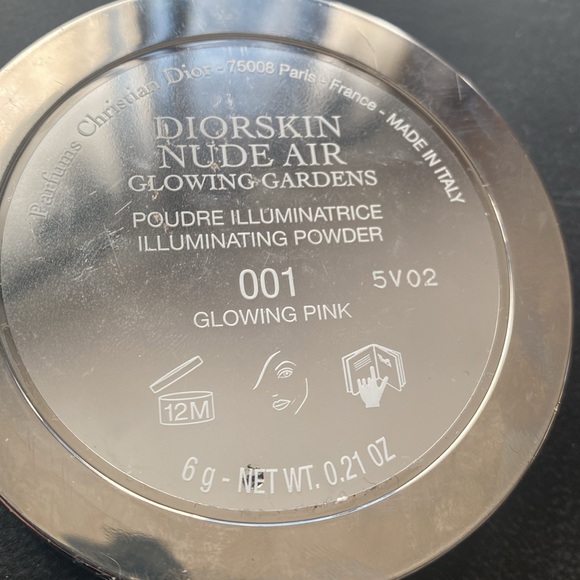 Parfums Christian Dior - 75008 Paris - France - MADE IN ITALY
DIORSKIN
NUDE AIR
GLOWING GARDENS
POUDRE ILLUMINATRICE
ILLUMINATING POWDER
001
5V02
GLOWING PINK
12M
6 g - NET WT. 0.21 OZ